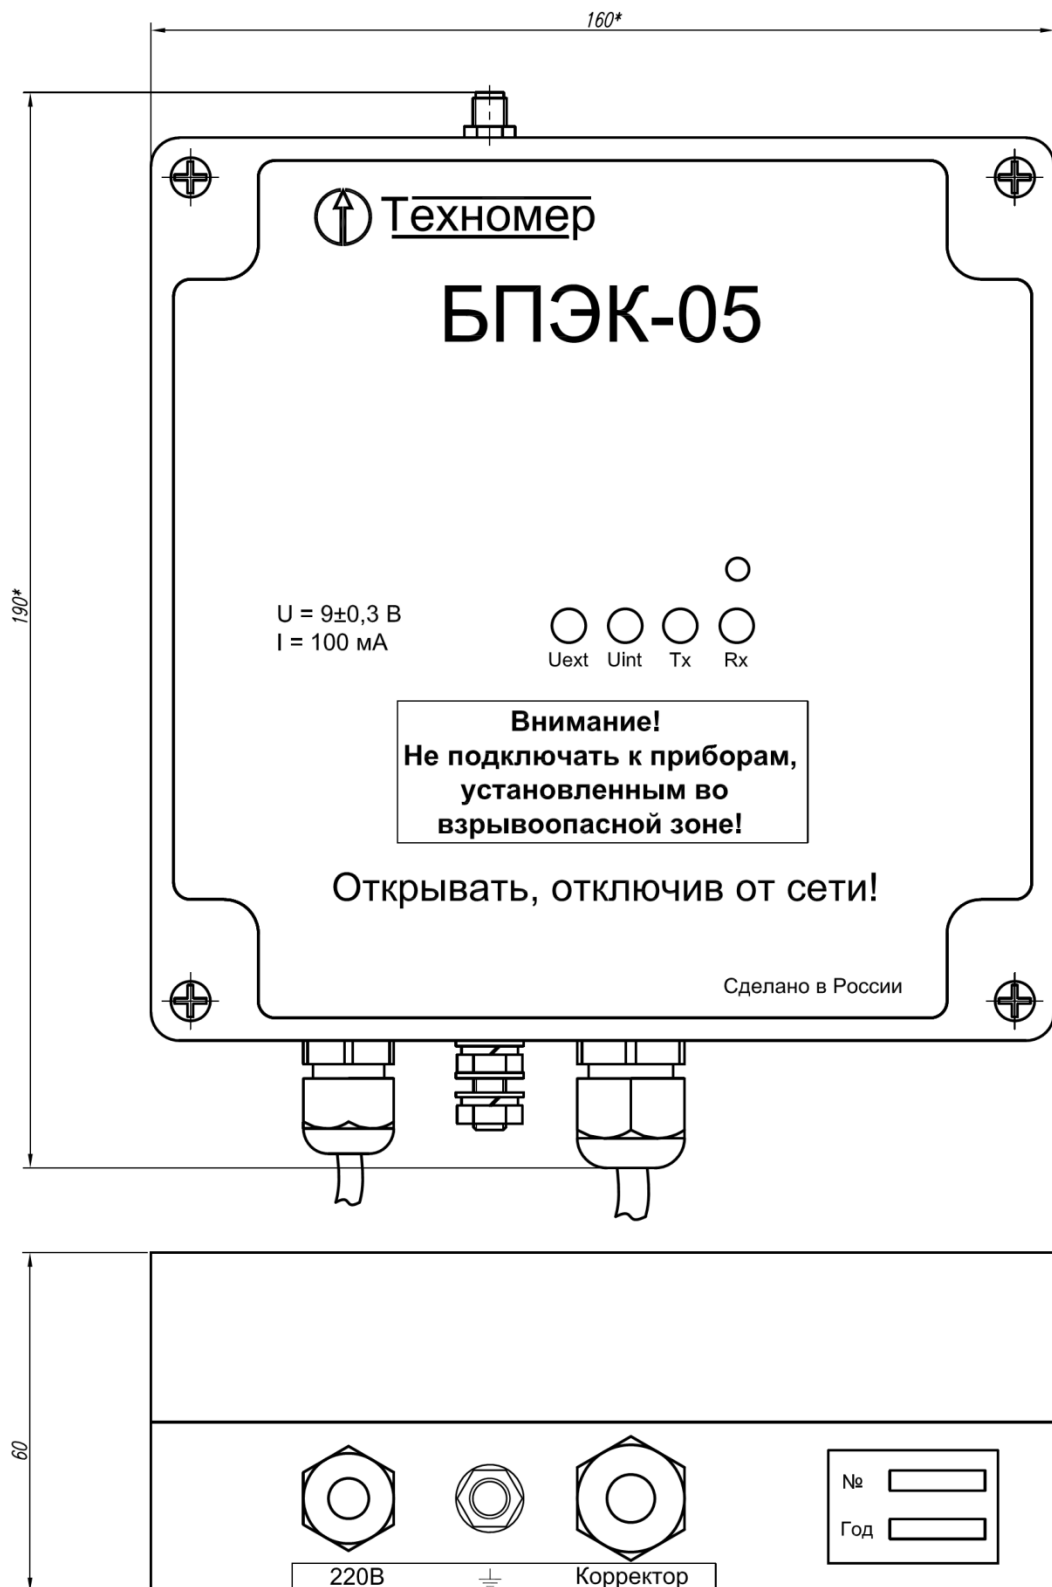 160*
Техномер
БПЭК-05
190*
U = 9±0,3 В
I = 100 мА
Uext Uint Tx Rx
Внимание!
Не подключать к приборам,
установленным во
взрывоопасной зоне!
Открывать, отключив от сети!
Сделано в России
60
№
Год
220В
Корректор